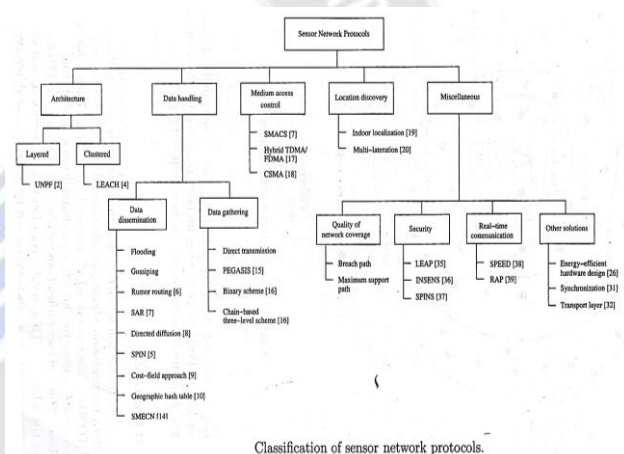 Sensor Network Protocols
Architecture
Data handling
Medium access
control
Location discovery
Miscellaneous
SMACS [7]
Hybrid TDMA/
FDMA [17]
CSMA [18]
Indoor localization [19]
Multi-lateration [20]
Layered
Clustered
UNPF [2]
LEACH [4]
Data
dissemination
Data gathering
Flooding
Gossiping
Rumor routing [6]
SAR [7]
Directed diffusion [8]
SPIN [5]
Cost-field approach [9]
Geographic hash table [10]
SMECN [14]
Direct transmission
PEGASIS [15]
Binary scheme [16]
Chain-based
three-level scheme [16]
Quality of
network coverage
Security
Real-time
communication
Other solutions
Breach path
Maximum support
path
LEAP [35]
INSENS [36]
SPINS [37]
SPEED [38]
RAP [39]
Energy-efficient
hardware design [26]
Synchronization [31]
Transport layer [32]
Classification of sensor network protocols.